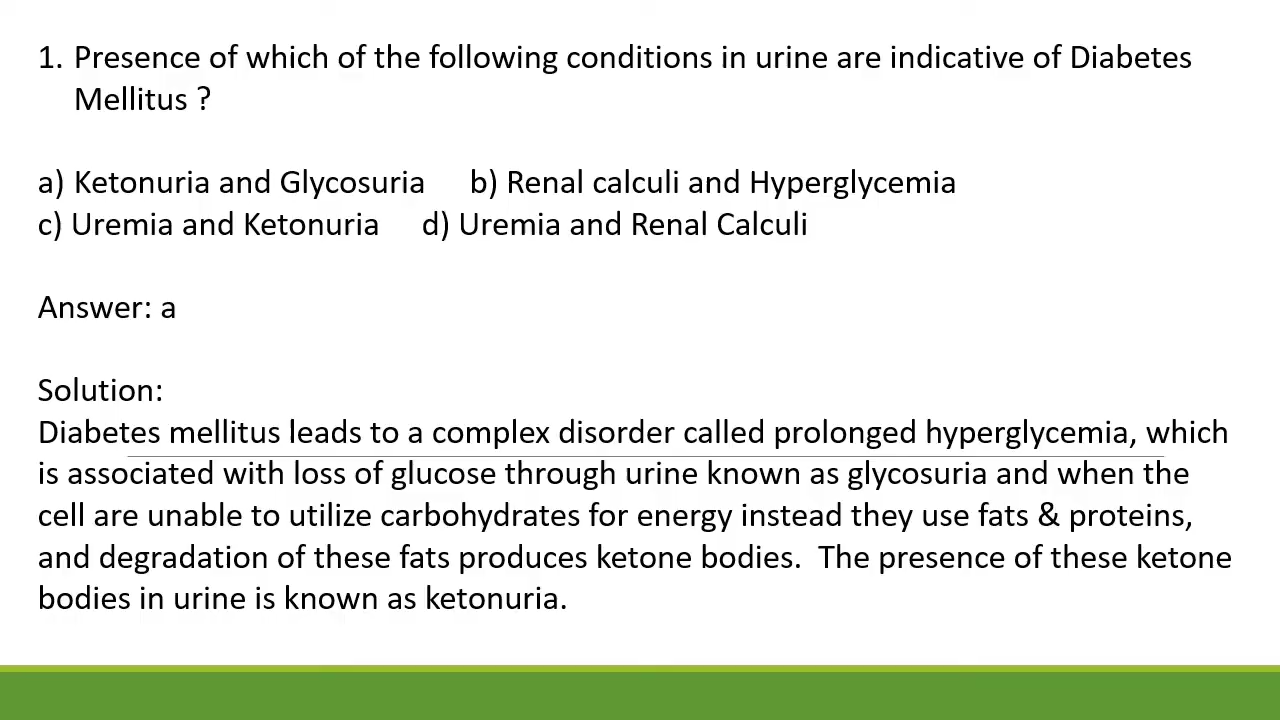 1. Presence of which of the following conditions in urine are indicative of Diabetes
Mellitus ?
a) Ketonuria and Glycosuria b) Renal calculi and Hyperglycemia
c) Uremia and Ketonuria d) Uremia and Renal Calculi
Answer: a
Solution:
Diabetes mellitus leads to a complex disorder called prolonged hyperglycemia, which
is associated with loss of glucose through urine known as glycosuria and when the
cell are unable to utilize carbohydrates for energy instead they use fats & proteins,
and degradation of these fats produces ketone bodies. The presence of these ketone
bodies in urine is known as ketonuria.